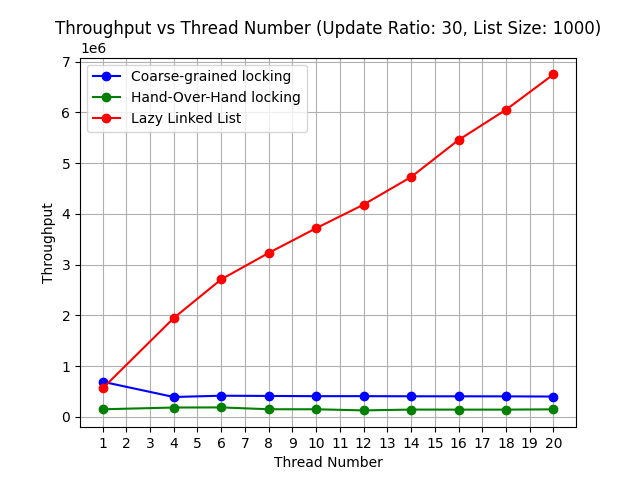 Throughput vs Thread Number (Update Ratio: 30, List Size: 1000)
1e6
7
6
5
4
3
2
1
0
Throughput
Coarse-grained locking
Hand-Over-Hand locking
Lazy Linked List
1 2 3 4 5 6 7 8 9 10 11 12 13 14 15 16 17 18 19 20
Thread Number